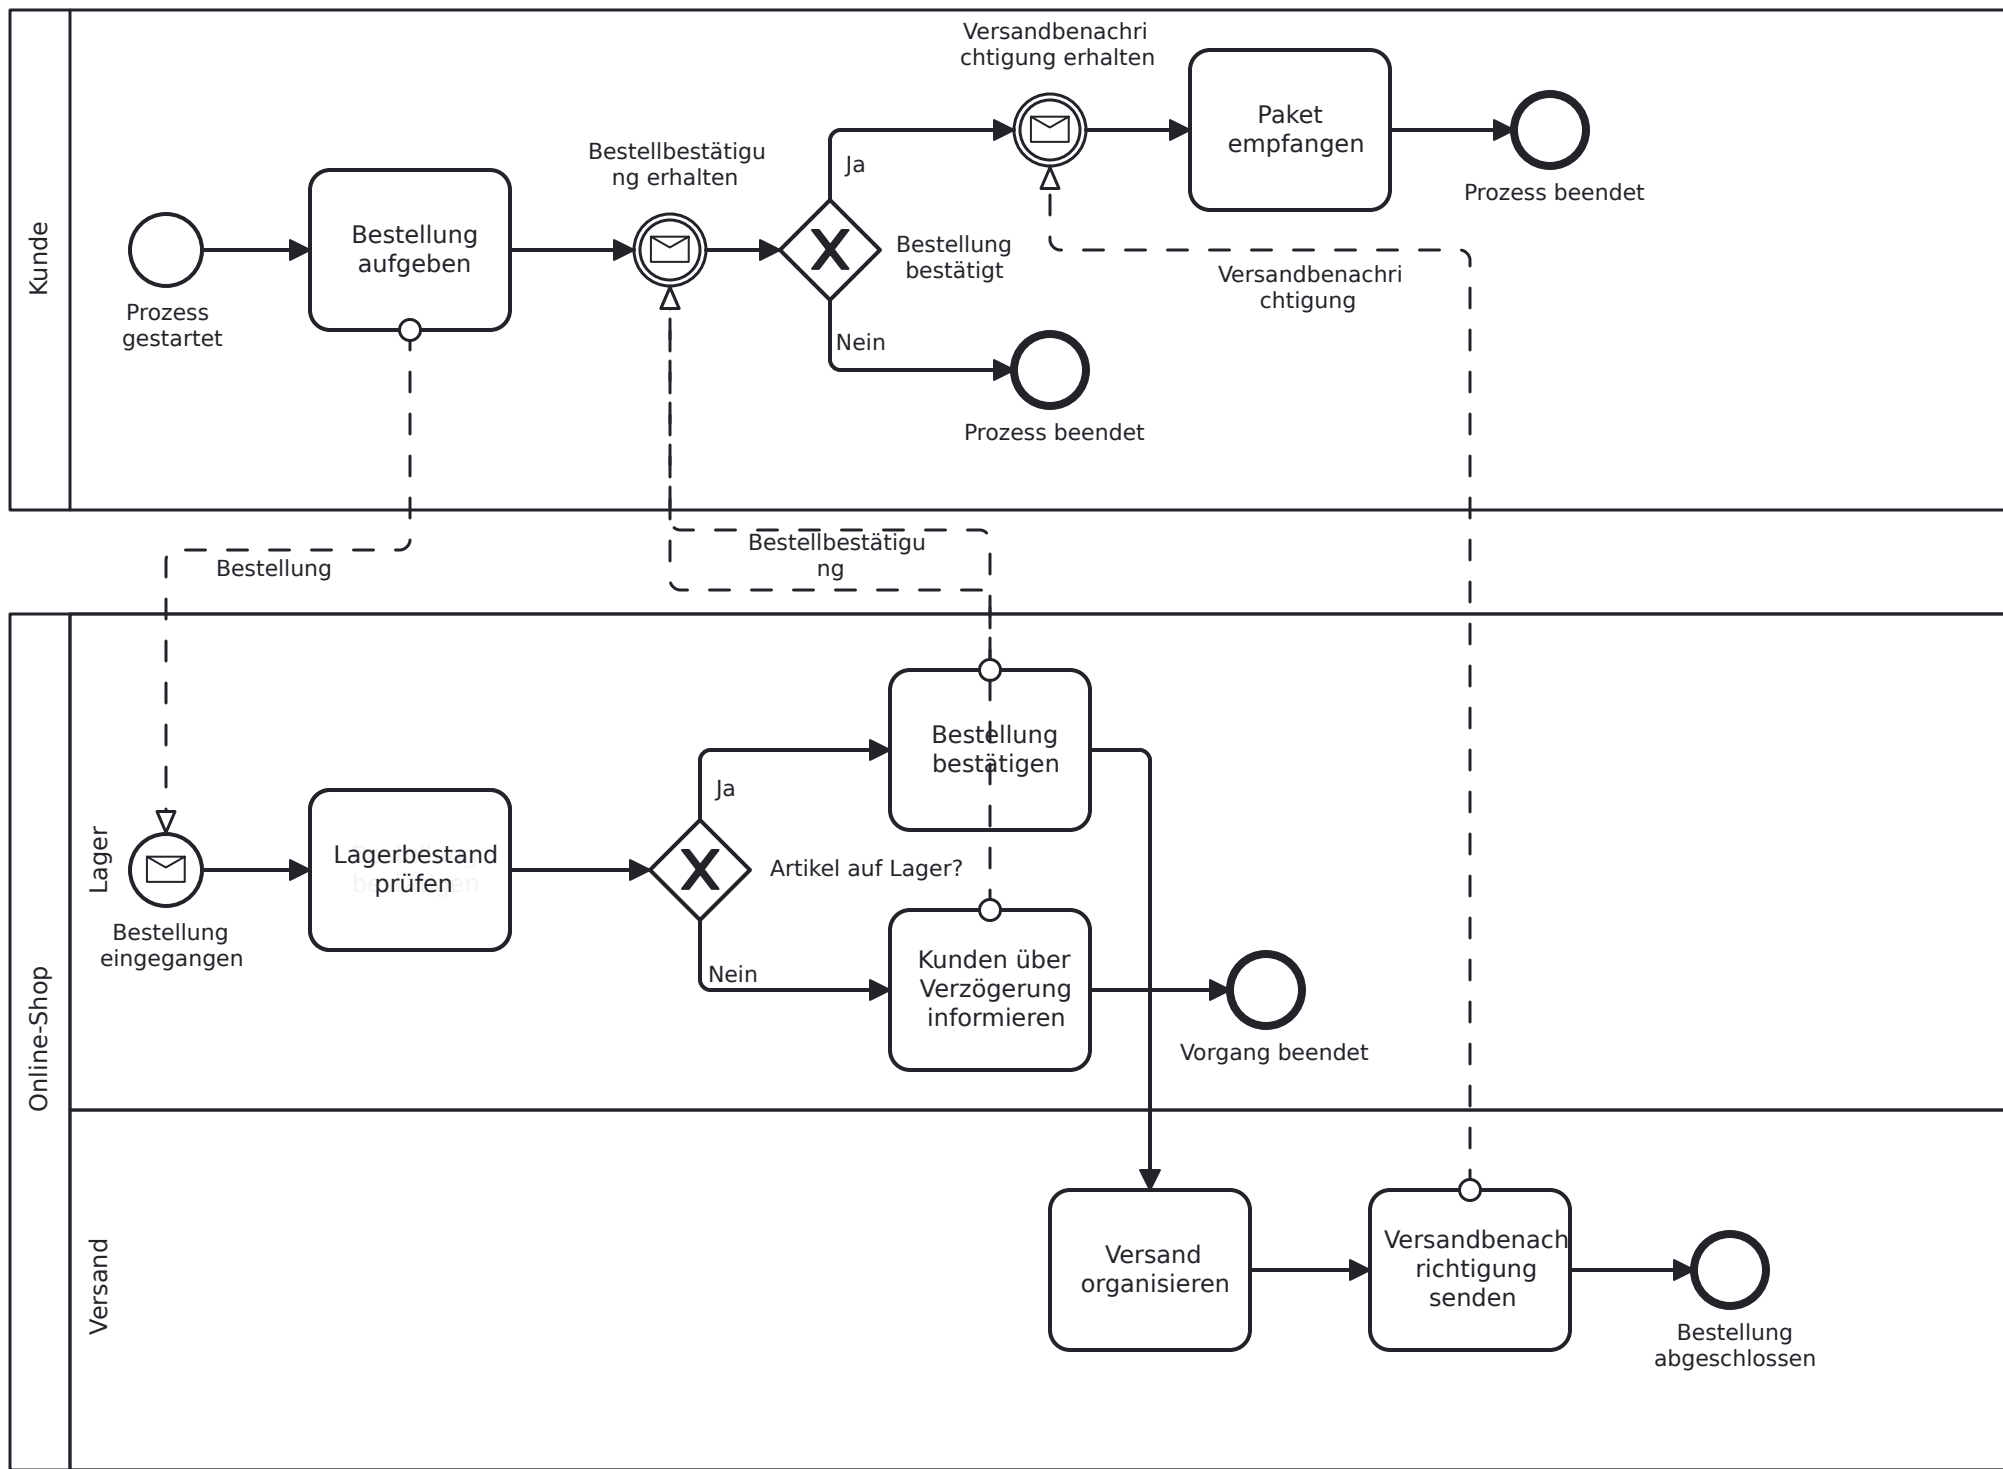 Kunde
Versandbenachri
chtigung erhalten
Bestellbestätigu
ng erhalten
Ja
Paket
empfangen
Prozess beendet
Bestellung
aufgeben
Prozess
gestartet
Bestellung
bestätigt
Versandbenachri
chtigung
Nein
Prozess beendet
Bestellung
Bestellbestätigu
ng
Online-Shop
Lager
Bestellung
bestätigen
Ja
Lagerbestand
prüfen
Artikel auf Lager?
Bestellung
eingegangen
Nein
Kunden über
Verzögerung
informieren
Vorgang beendet
Versand
Versand
organisieren
Versandbenach
richtigung
senden
Bestellung
abgeschlossen